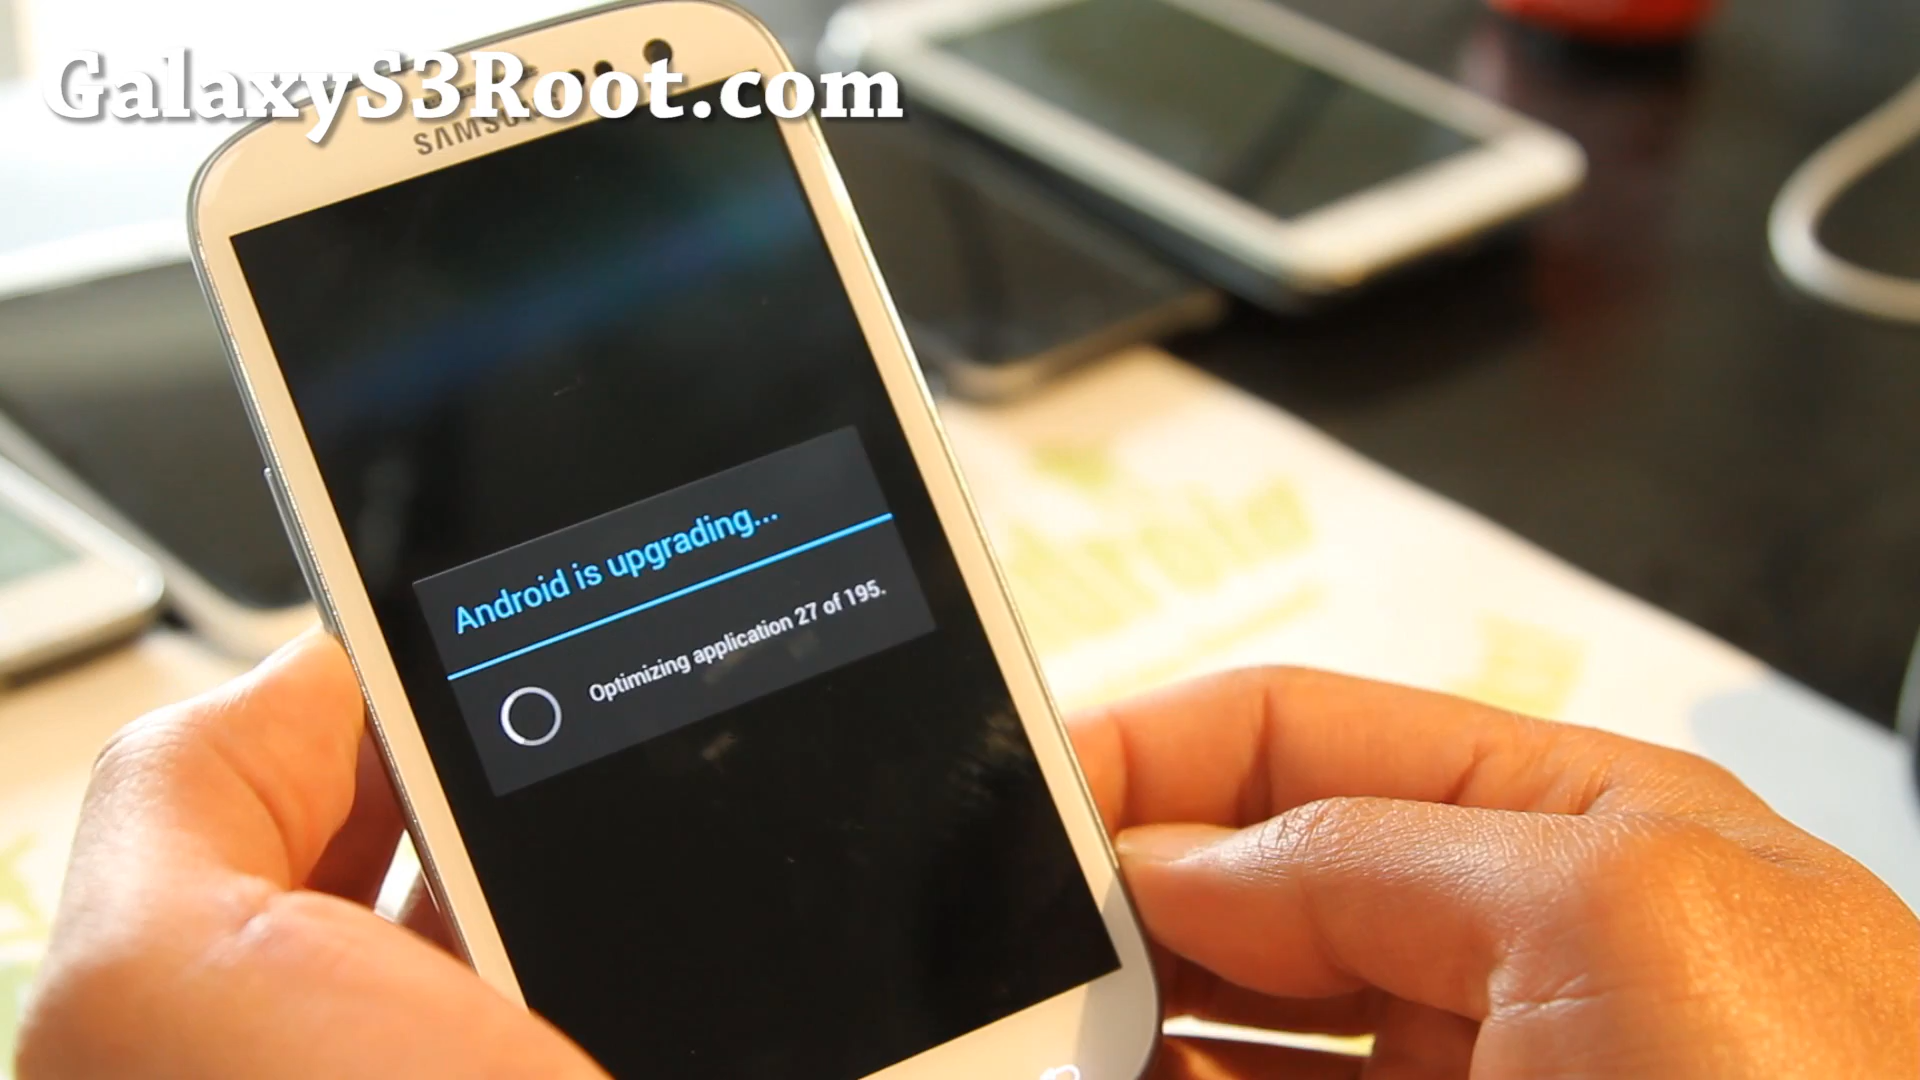 GalaxyS3Root.com
SAMSUNG
Android is upgrading...
Optimizing application 27 of 195.